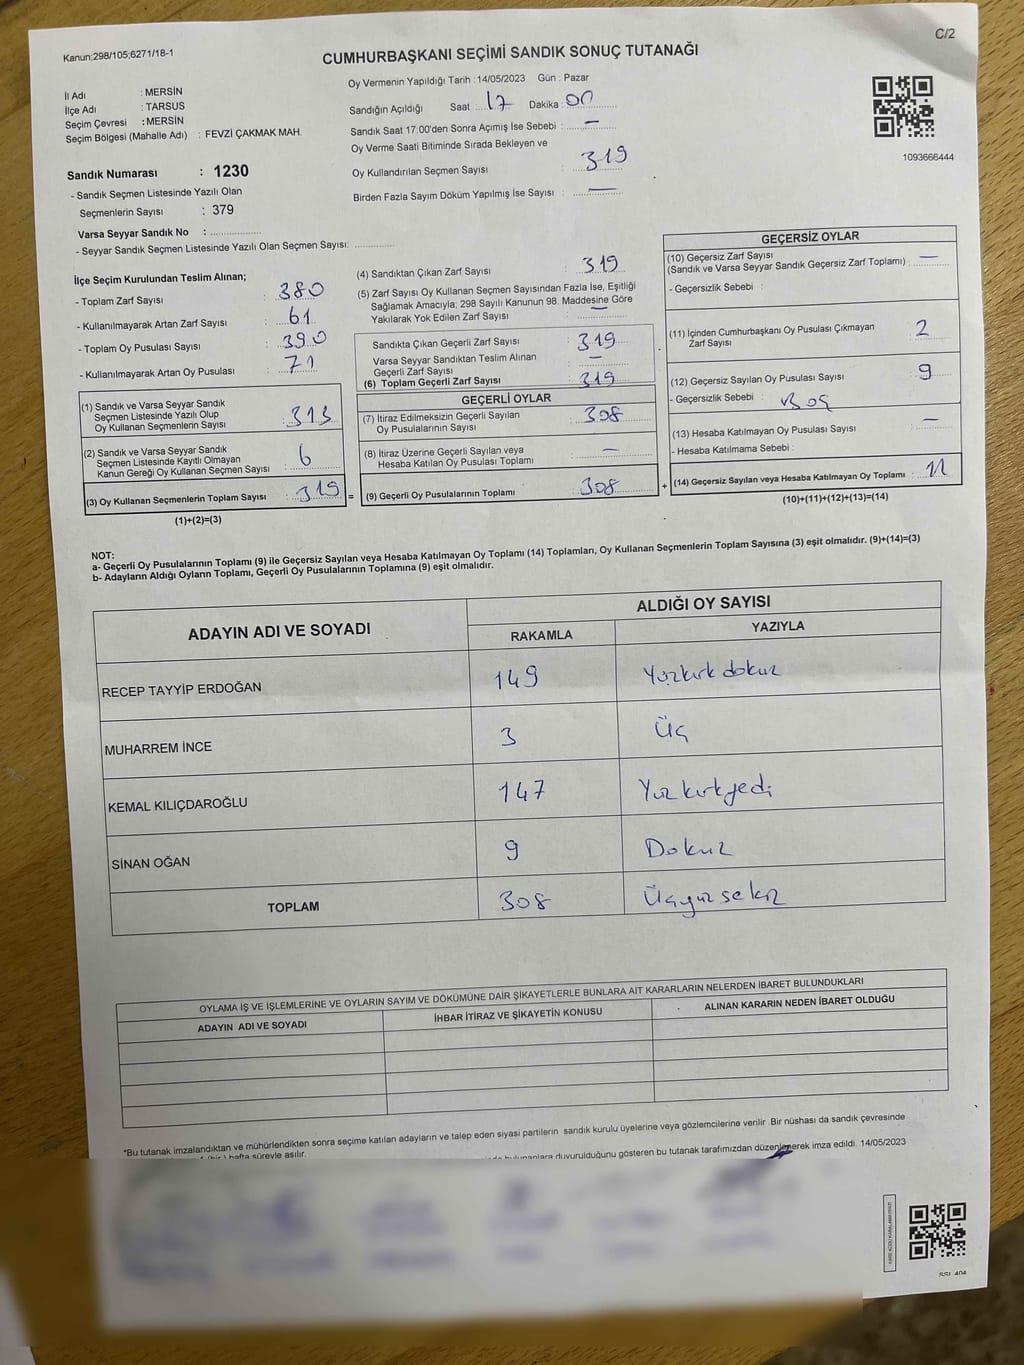 Kanun;298/105;6271/18-1
C/2
CUMHURBAŞKANI SEÇİMİ SANDIK SONUÇ TUTANAĞI
İl Adı : MERSİN
İlçe Adı : TARSUS
Seçim Çevresi : MERSİN
Seçim Bölgesi (Mahalle Adı) : FEVZİ ÇAKMAK MAH.
Oy Vermenin Yapıldığı Tarih : 14/05/2023 Gün : Pazar
Sandığın Açıldığı Saat 17 Dakika : 00
Sandık Saat 17:00'den Sonra Açımış İse Sebebi : —
Oy Verme Saati Bitiminde Sırada Bekleyen ve
Oy Kullandırılan Seçmen Sayısı : 319
Birden Fazla Sayım Döküm Yapılmış İse Sayısı : —
1093666444
Sandık Numarası : 1230
- Sandık Seçmen Listesinde Yazılı Olan
Seçmenlerin Sayısı : 379
Varsa Seyyar Sandık No :
- Seyyar Sandık Seçmen Listesinde Yazılı Olan Seçmen Sayısı:
İlçe Seçim Kurulundan Teslim Alınan;
- Toplam Zarf Sayısı : 380
- Kullanılmayarak Artan Zarf Sayısı : 61
- Toplam Oy Pusulası Sayısı : 390
- Kullanılmayarak Artan Oy Pusulası : 71
(1) Sandık ve Varsa Seyyar Sandık
Seçmen Listesinde Yazılı Olup
Oy Kullanan Seçmenlerin Sayısı : 313
(2) Sandık ve Varsa Seyyar Sandık
Seçmen Listesinde Kayıtlı Olmayan
Kanun Gereği Oy Kullanan Seçmen Sayısı : 6
(3) Oy Kullanan Seçmenlerin Toplam Sayısı : 319 =
(1)+(2)=(3)
(4) Sandıktan Çıkan Zarf Sayısı : 319
(5) Zarf Sayısı Oy Kullanan Seçmen Sayısından Fazla İse, Eşitliği
Sağlamak Amacıyla; 298 Sayılı Kanunun 98. Maddesine Göre
Yakılarak Yok Edilen Zarf Sayısı : —
Sandıkta Çıkan Geçerli Zarf Sayısı : 319
Varsa Seyyar Sandıktan Teslim Alınan
Geçerli Zarf Sayısı : —
(6) Toplam Geçerli Zarf Sayısı : 319
GEÇERLİ OYLAR
(7) İtiraz Edilmeksizin Geçerli Sayılan
Oy Pusulalarının Sayısı : 308
(8) İtiraz Üzerine Geçerli Sayılan veya
Hesaba Katılan Oy Pusulası Toplamı : —
(9) Geçerli Oy Pusulalarının Toplamı : 308 +
GEÇERSİZ OYLAR
(10) Geçersiz Zarf Sayısı
(Sandık ve Varsa Seyyar Sandık Geçersiz Zarf Toplamı) : —
- Geçersizlik Sebebi :
(11) İçinden Cumhurbaşkanı Oy Pusulası Çıkmayan
Zarf Sayısı 2
(12) Geçersiz Sayılan Oy Pusulası Sayısı : 9
- Geçersizlik Sebebi : Boş
(13) Hesaba Katılmayan Oy Pusulası Sayısı : —
- Hesaba Katılmama Sebebi :
(14) Geçersiz Sayılan veya Hesaba Katılmayan Oy Toplamı : 11
(10)+(11)+(12)+(13)=(14)
NOT:
a- Geçerli Oy Pusulalarının Toplamı (9) ile Geçersiz Sayılan veya Hesaba Katılmayan Oy Toplamı (14) Toplamları, Oy Kullanan Seçmenlerin Toplam Sayısına (3) eşit olmalıdır. (9)+(14)=(3)
b- Adayların Aldığı Oyların Toplamı, Geçerli Oy Pusulalarının Toplamına (9) eşit olmalıdır.
ADAYIN ADI VE SOYADI ALDIĞI OY SAYISI
RAKAMLA YAZIYLA
RECEP TAYYİP ERDOĞAN 149 Yüzkırkdokuz
MUHARREM İNCE 3 Üç
KEMAL KILIÇDAROĞLU 147 Yüzkırkyedi
SİNAN OĞAN 9 Dokuz
TOPLAM 308 Üçyüzsekiz
OYLAMA İŞ VE İŞLEMLERİNE VE OYLARIN SAYIM VE DÖKÜMÜNE DAİR ŞİKAYETLERLE BUNLARA AİT KARARLARIN NELERDEN İBARET BULUNDUKLARI
ADAYIN ADI VE SOYADI İHBAR İTİRAZ VE ŞİKAYETİN KONUSU ALINAN KARARIN NEDEN İBARET OLDUĞU
*Bu tutanak imzalandıktan ve mühürlendikten sonra seçime katılan adayların ve talep eden siyasi partilerin sandık kurulu üyelerine veya gözlemcilerine verilir .Bir nüshası da sandık çevresinde
hafta süreyle asılır. duyurulduğunu gösteren bu tutanak tarafımızdan düzenlenerek imza edildi. 14/05/2023